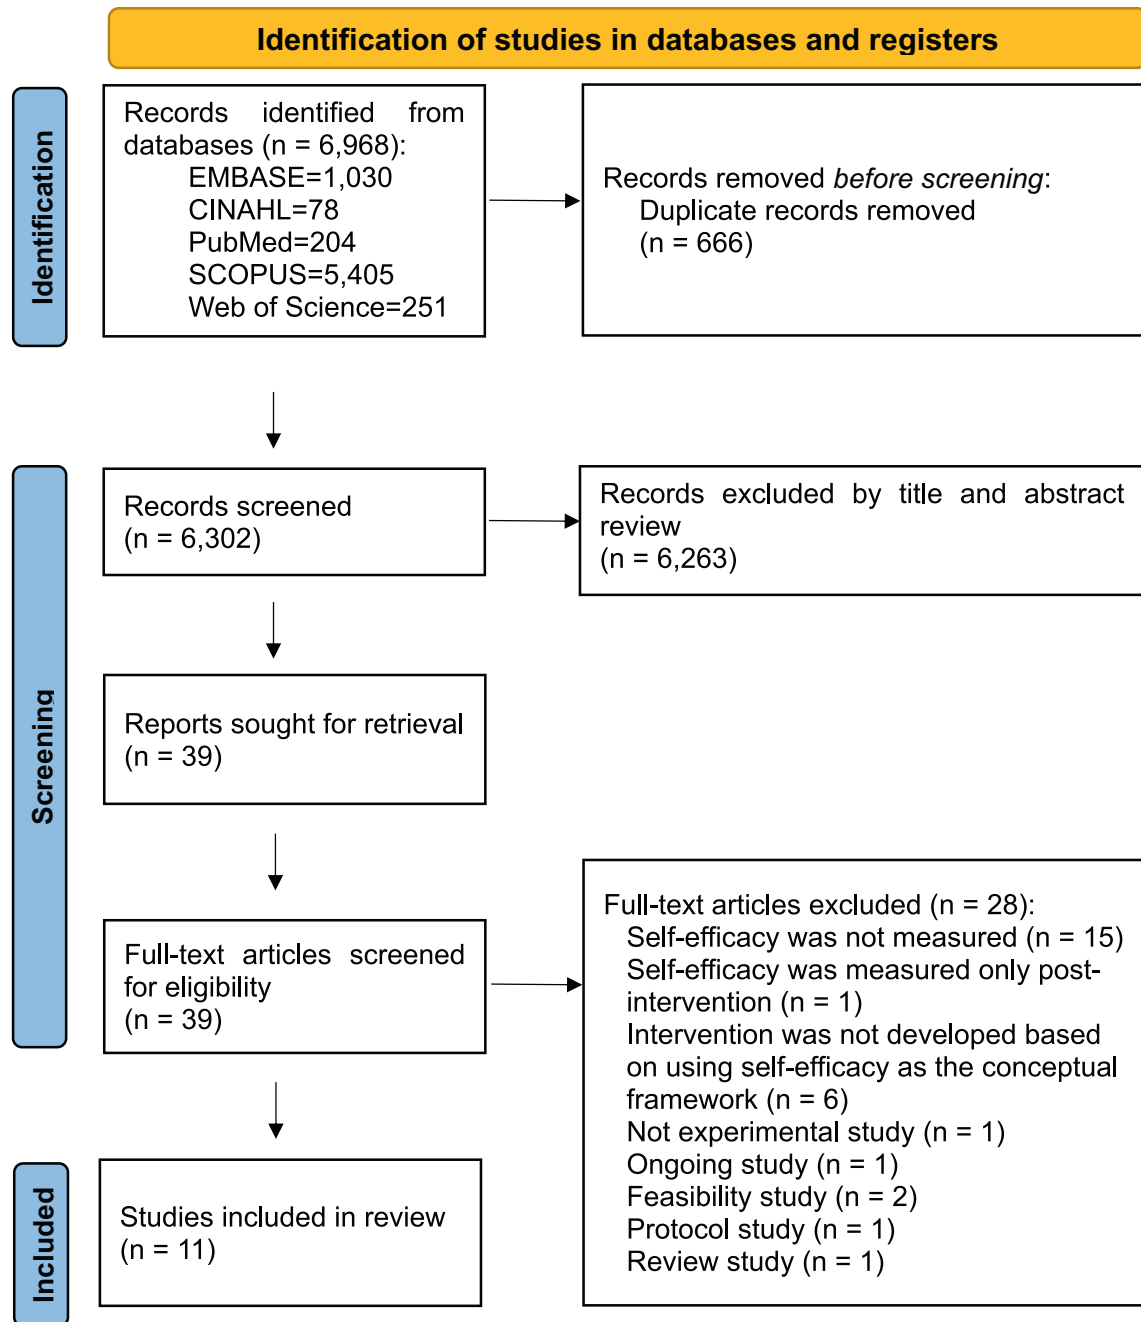 Identification of studies in databases and registers
Identification
Records identified from
databases (n = 6,968):
EMBASE=1,030
CINAHL=78
PubMed=204
SCOPUS=5,405
Web of Science=251
Records removed before screening:
Duplicate records removed
(n = 666)
Screening
Records screened
(n = 6,302)
Records excluded by title and abstract
review
(n = 6,263)
Reports sought for retrieval
(n = 39)
Full-text articles screened
for eligibility
(n = 39)
Full-text articles excluded (n = 28):
Self-efficacy was not measured (n = 15)
Self-efficacy was measured only post-
intervention (n = 1)
Intervention was not developed based
on using self-efficacy as the conceptual
framework (n = 6)
Not experimental study (n = 1)
Ongoing study (n = 1)
Feasibility study (n = 2)
Protocol study (n = 1)
Review study (n = 1)
Included
Studies included in review
(n = 11)